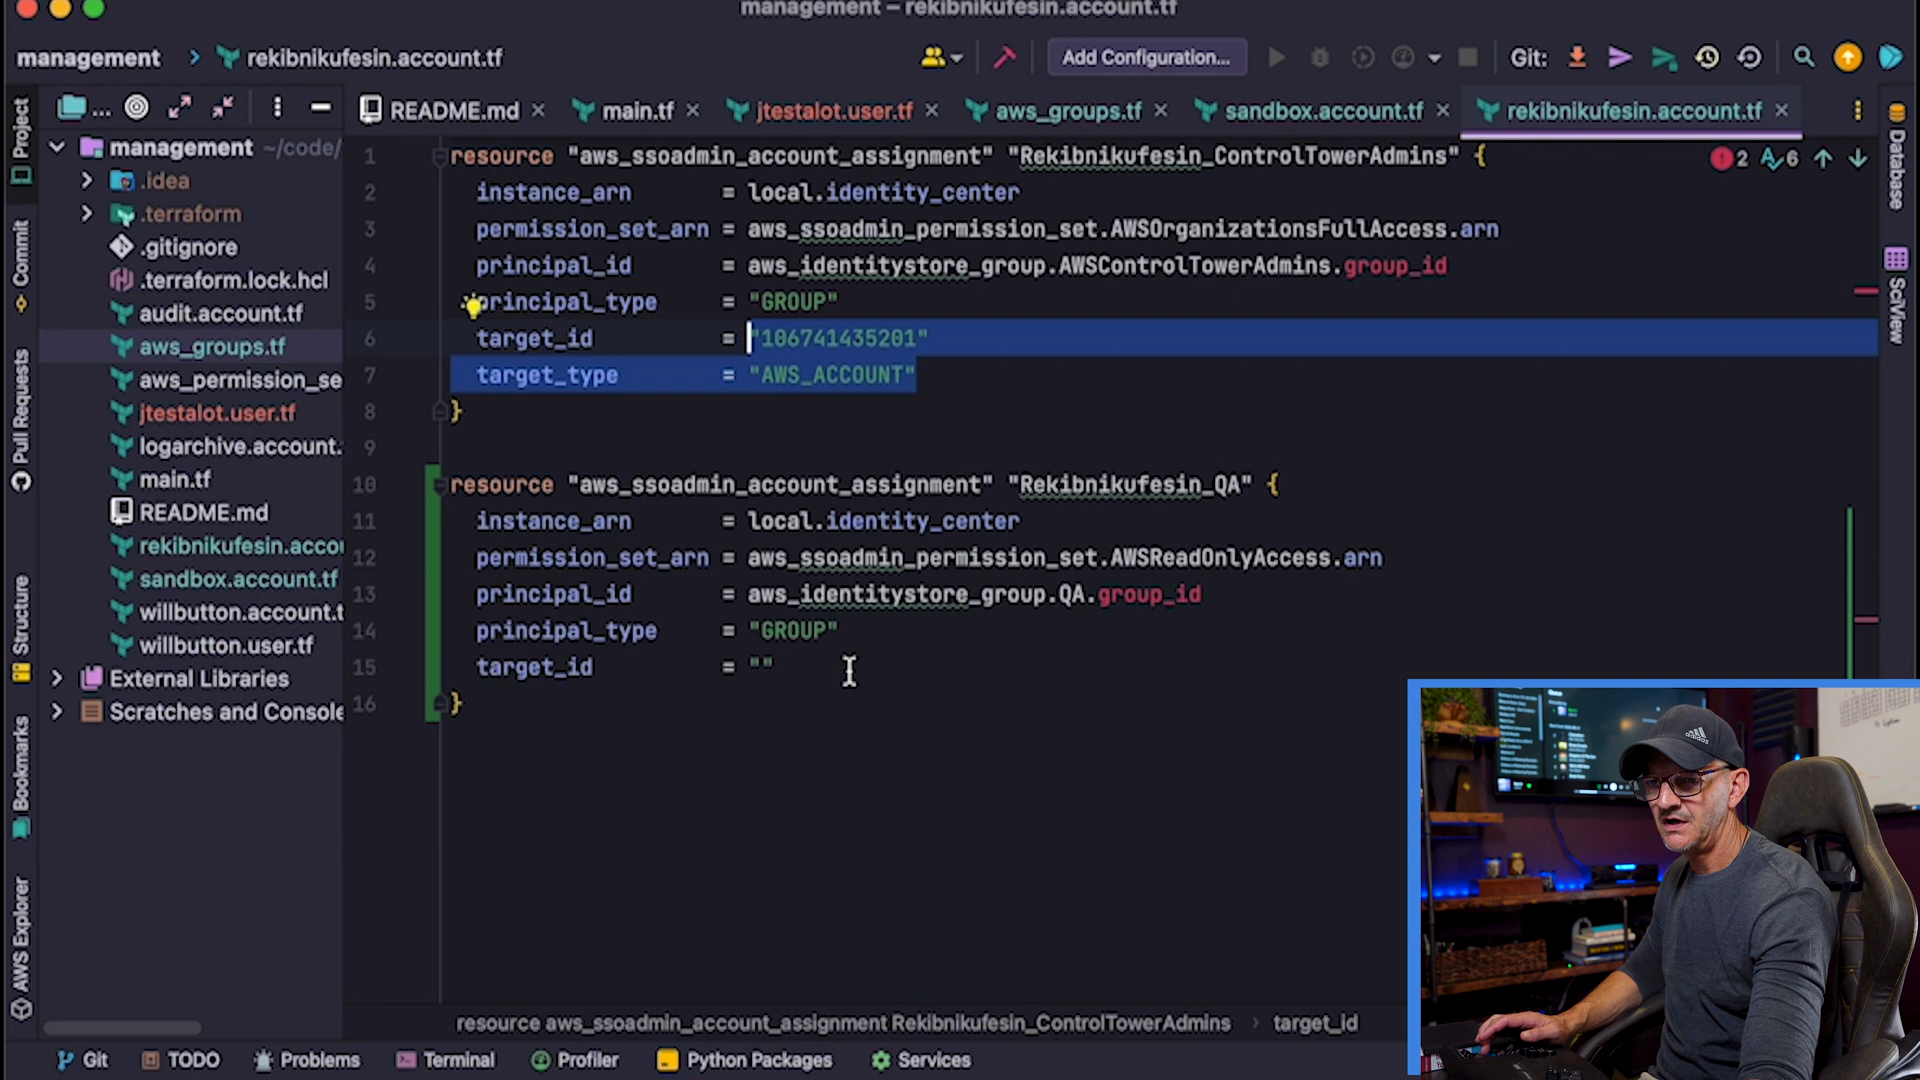 management – rekibnikufesin.account.tf
management > rekibnikufesin.account.tf
Add Configuration...
Git:
README.md
main.tf
jtestalot.user.tf
aws_groups.tf
sandbox.account.tf
rekibnikufesin.account.tf
Project
Commit
Pull Requests
Structure
Bookmarks
AWS Explorer
management ~/code/
.idea
.terraform
.gitignore
.terraform.lock.hcl
audit.account.tf
aws_groups.tf
aws_permission_se
jtestalot.user.tf
logarchive.account.
main.tf
README.md
rekibnikufesin.acco
sandbox.account.tf
willbutton.account.t
willbutton.user.tf
External Libraries
Scratches and Console
1 resource "aws_ssoadmin_account_assignment" "Rekibnikufesin_ControlTowerAdmins" {
2 instance_arn = local.identity_center
3 permission_set_arn = aws_ssoadmin_permission_set.AWSOrganizationsFullAccess.arn
4 principal_id = aws_identitystore_group.AWSControlTowerAdmins.group_id
5 principal_type = "GROUP"
6 target_id = "106741435201"
7 target_type = "AWS_ACCOUNT"
8 }
9
10 resource "aws_ssoadmin_account_assignment" "Rekibnikufesin_QA" {
11 instance_arn = local.identity_center
12 permission_set_arn = aws_ssoadmin_permission_set.AWSReadOnlyAccess.arn
13 principal_id = aws_identitystore_group.QA.group_id
14 principal_type = "GROUP"
15 target_id = ""
16 }
2 6
Database
SciView
resource aws_ssoadmin_account_assignment Rekibnikufesin_ControlTowerAdmins > target_id
Git
TODO
Problems
Terminal
Profiler
Python Packages
Services
adidas